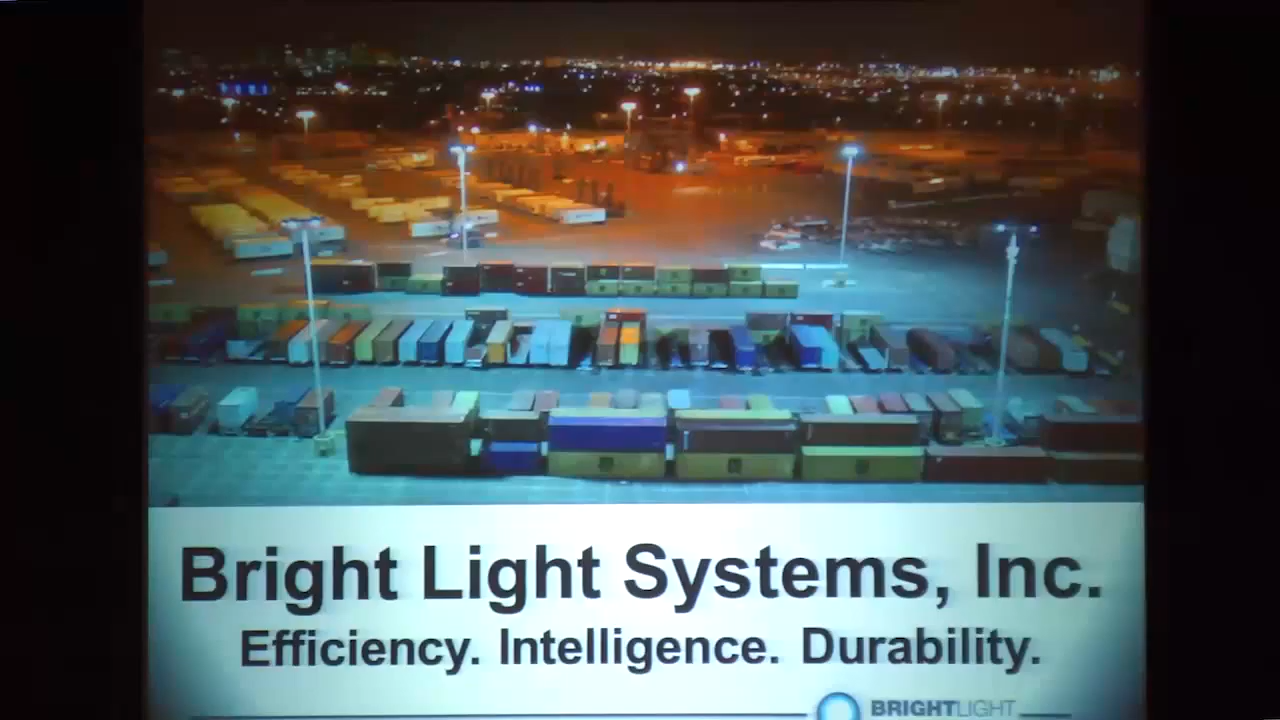 Bright Light Systems, Inc.
Efficiency. Intelligence. Durability.
BRIGHTLIGHT